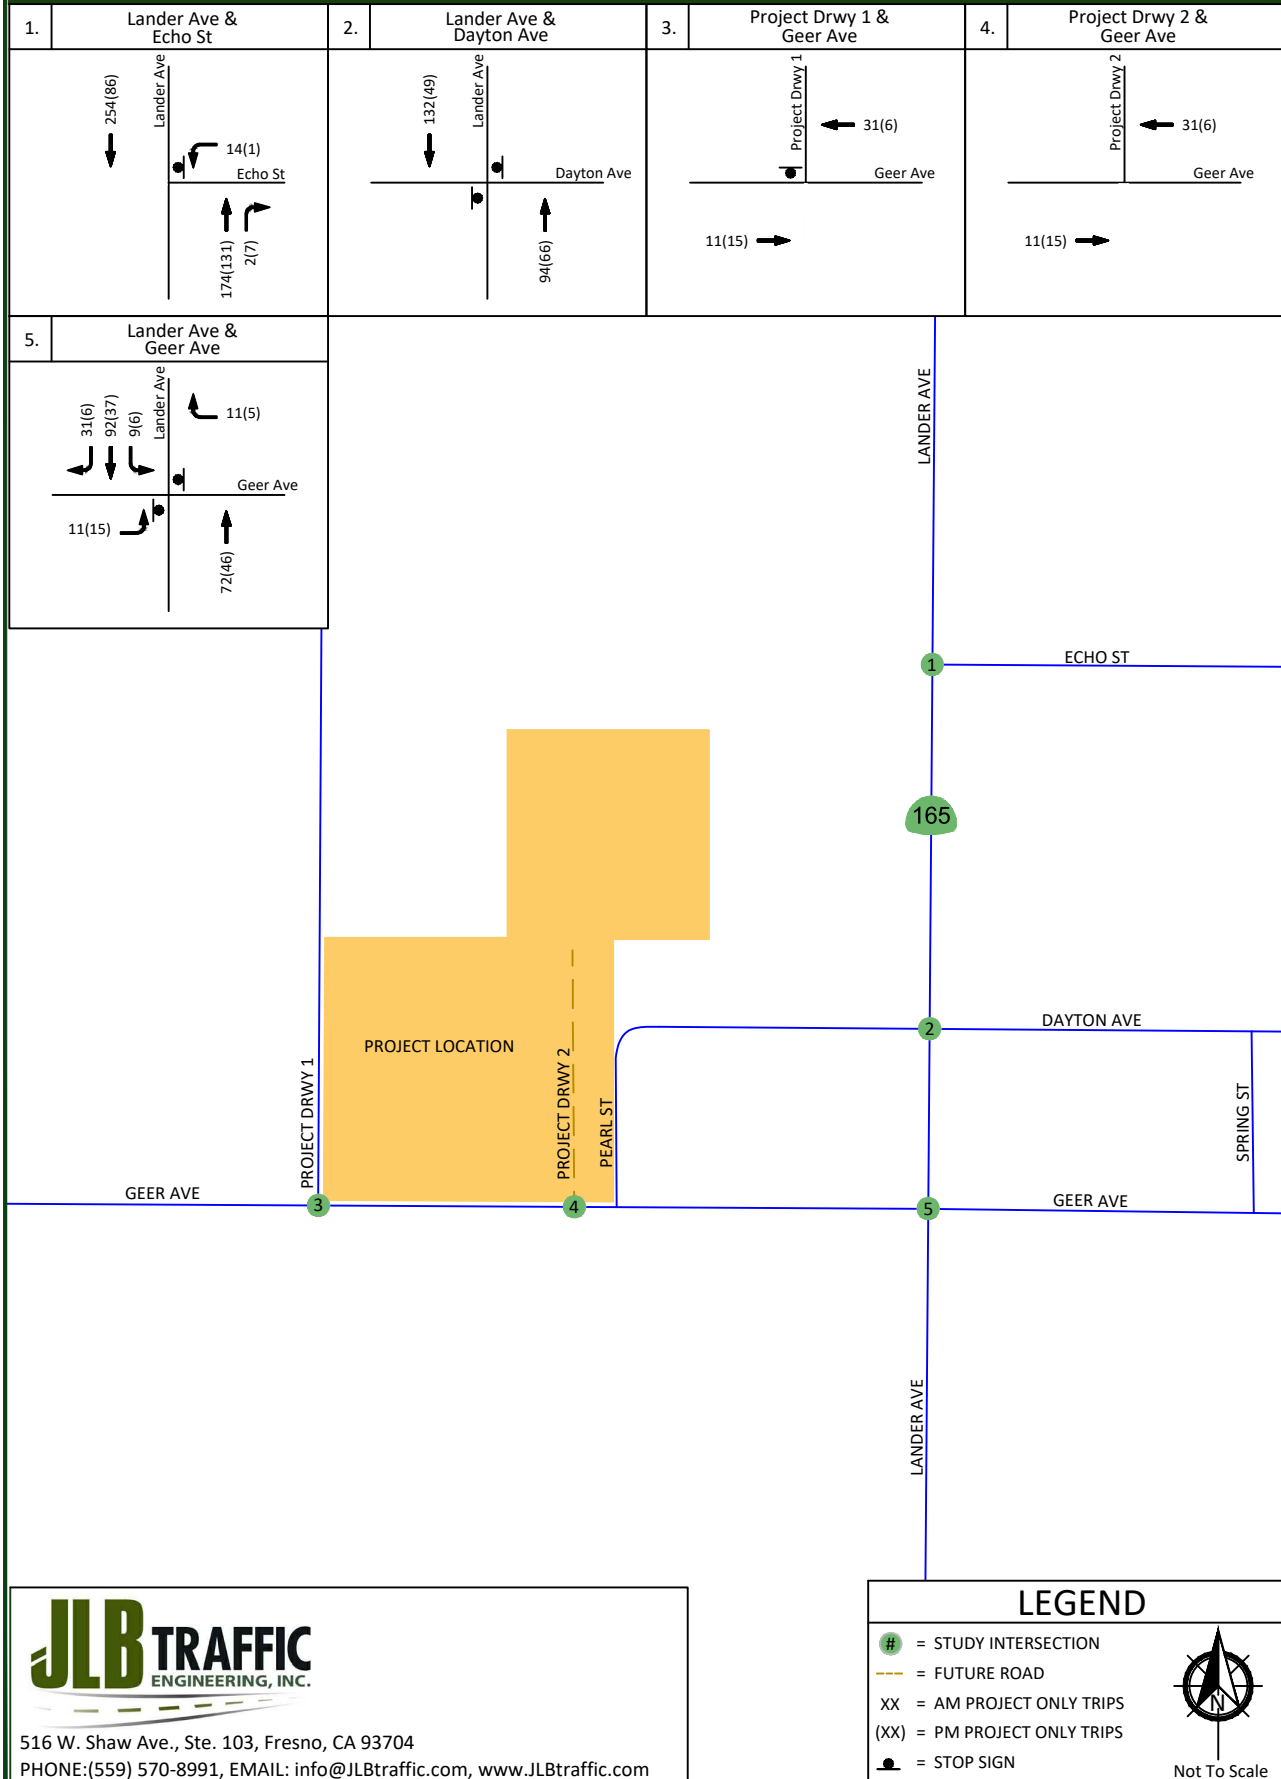 1.
Lander Ave &
Echo St
2.
Lander Ave &
Dayton Ave
3.
Project Drwy 1 &
Geer Ave
4.
Project Drwy 2 &
Geer Ave
254(86)
Lander Ave
14(1)
Echo St
174(131)
2(7)
132(49)
Lander Ave
Dayton Ave
94(66)
Project Drwy 1
31(6)
Geer Ave
11(15)
Project Drwy 2
31(6)
Geer Ave
11(15)
5.
Lander Ave &
Geer Ave
31(6)
92(37)
9(6)
Lander Ave
11(5)
Geer Ave
11(15)
72(46)
LANDER AVE
1
ECHO ST
165
PROJECT LOCATION
PROJECT DRWY 1
PROJECT DRWY 2
PEARL ST
2
DAYTON AVE
SPRING ST
GEER AVE
3
4
5
GEER AVE
LANDER AVE
JLB TRAFFIC
ENGINEERING, INC.
516 W. Shaw Ave., Ste. 103, Fresno, CA 93704
PHONE:(559) 570-8991, EMAIL: info@JLBtraffic.com, www.JLBtraffic.com
LEGEND
# = STUDY INTERSECTION
= FUTURE ROAD
XX = AM PROJECT ONLY TRIPS
(XX) = PM PROJECT ONLY TRIPS
= STOP SIGN
N
Not To Scale